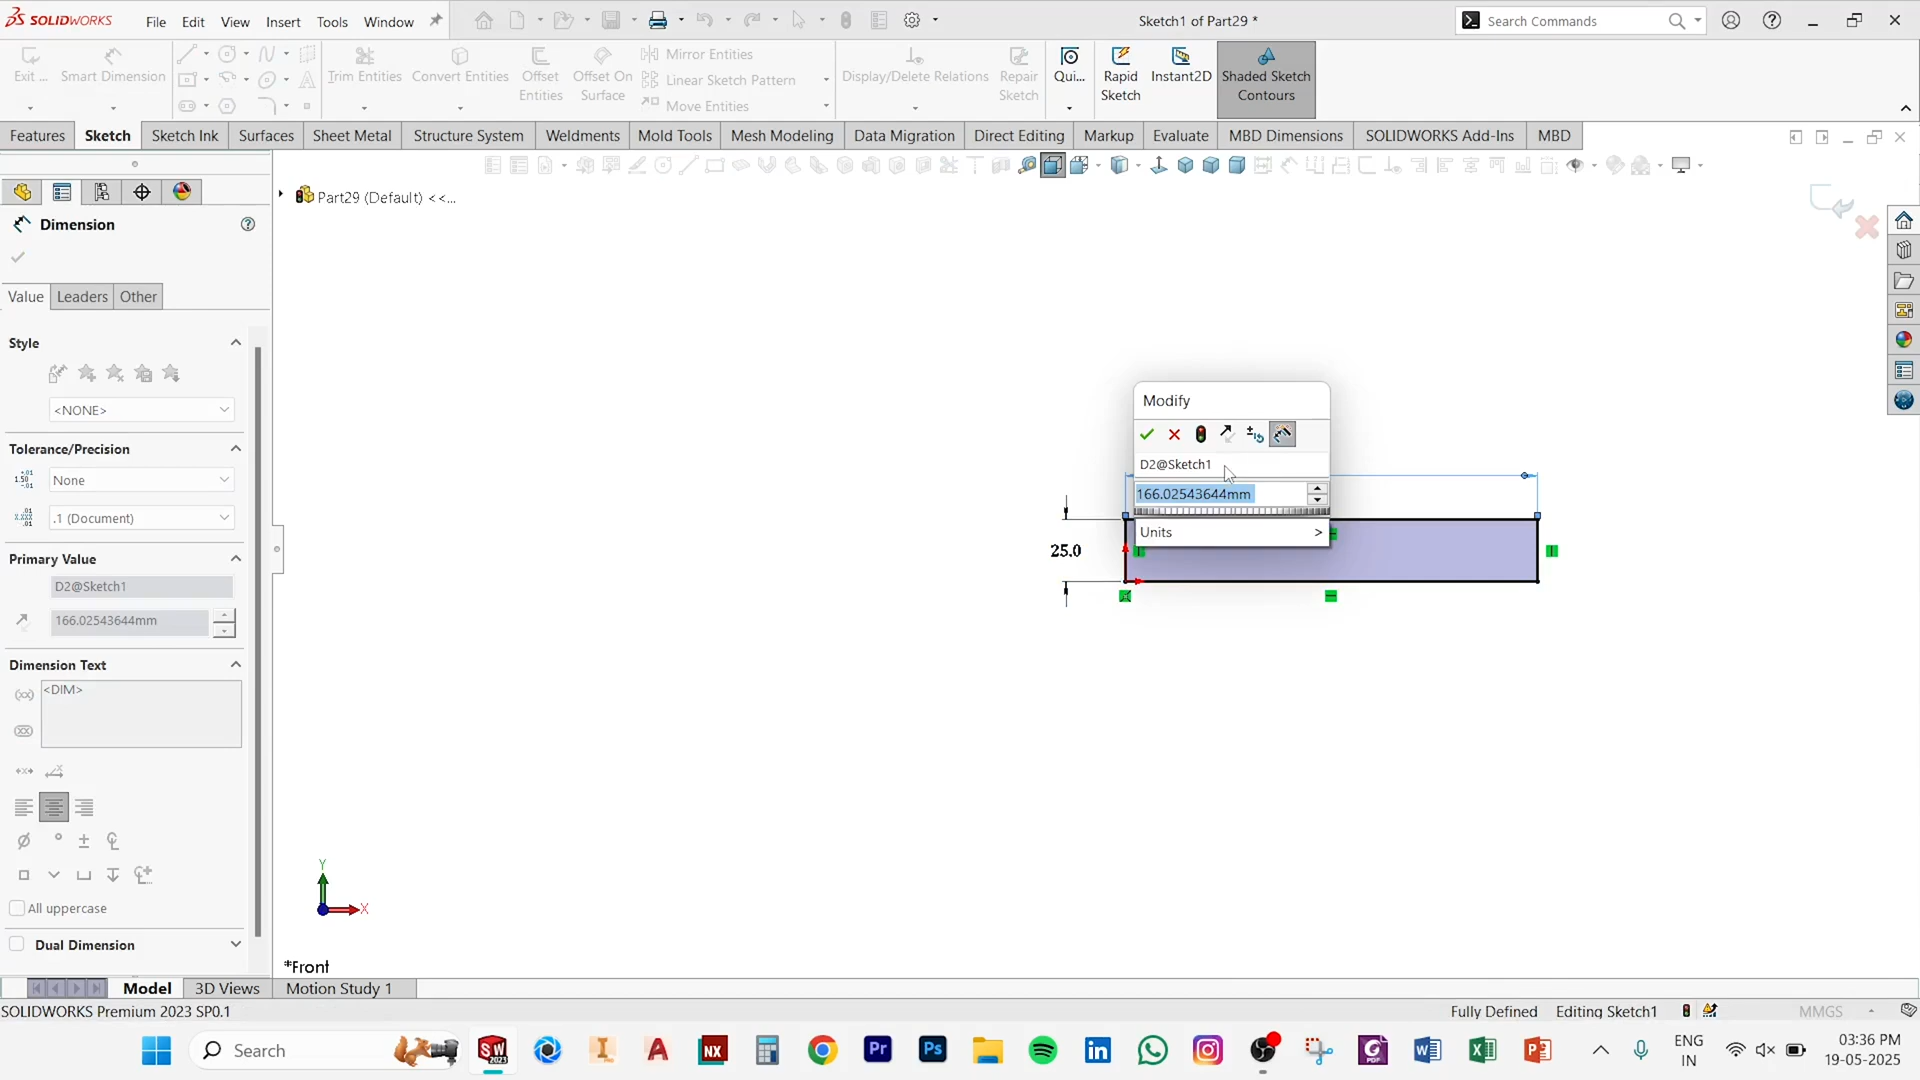 SOLIDWORKS File Edit View Insert Tools Window Sketch1 of Part29 * Search Commands
Exit ... Smart Dimension Trim Entities Convert Entities Offset Entities Offset On Surface Mirror Entities Display/Delete Relations Repair Sketch Qui... Rapid Sketch Instant2D Shaded Sketch Contours
Linear Sketch Pattern
Move Entities
Features Sketch Sketch Ink Surfaces Sheet Metal Structure System Weldments Mold Tools Mesh Modeling Data Migration Direct Editing Markup Evaluate MBD Dimensions SOLIDWORKS Add-Ins MBD
Part29 (Default) <<...
Dimension
Value Leaders Other
Style
<NONE>
Tolerance/Precision
None
.1 (Document)
Primary Value
D2@Sketch1
166.02543644mm
Dimension Text
<DIM>
All uppercase
Dual Dimension
Modify
D2@Sketch1
166.02543644mm
Units >
25.0
Y
X
*Front
Model 3D Views Motion Study 1
SOLIDWORKS Premium 2023 SP0.1 Fully Defined Editing Sketch1 MMGS
Search ENG IN 03:36 PM 19-05-2025